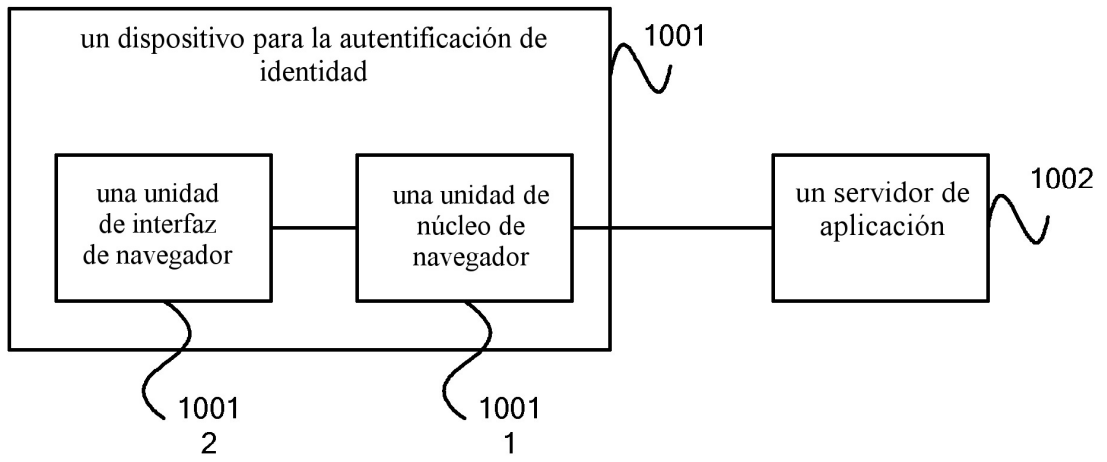 un dispositivo para la autentificación de
identidad
1001
una unidad
de interfaz
de navegador
una unidad de
núcleo de
navegador
un servidor de
aplicación
1002
1001
2
1001
1